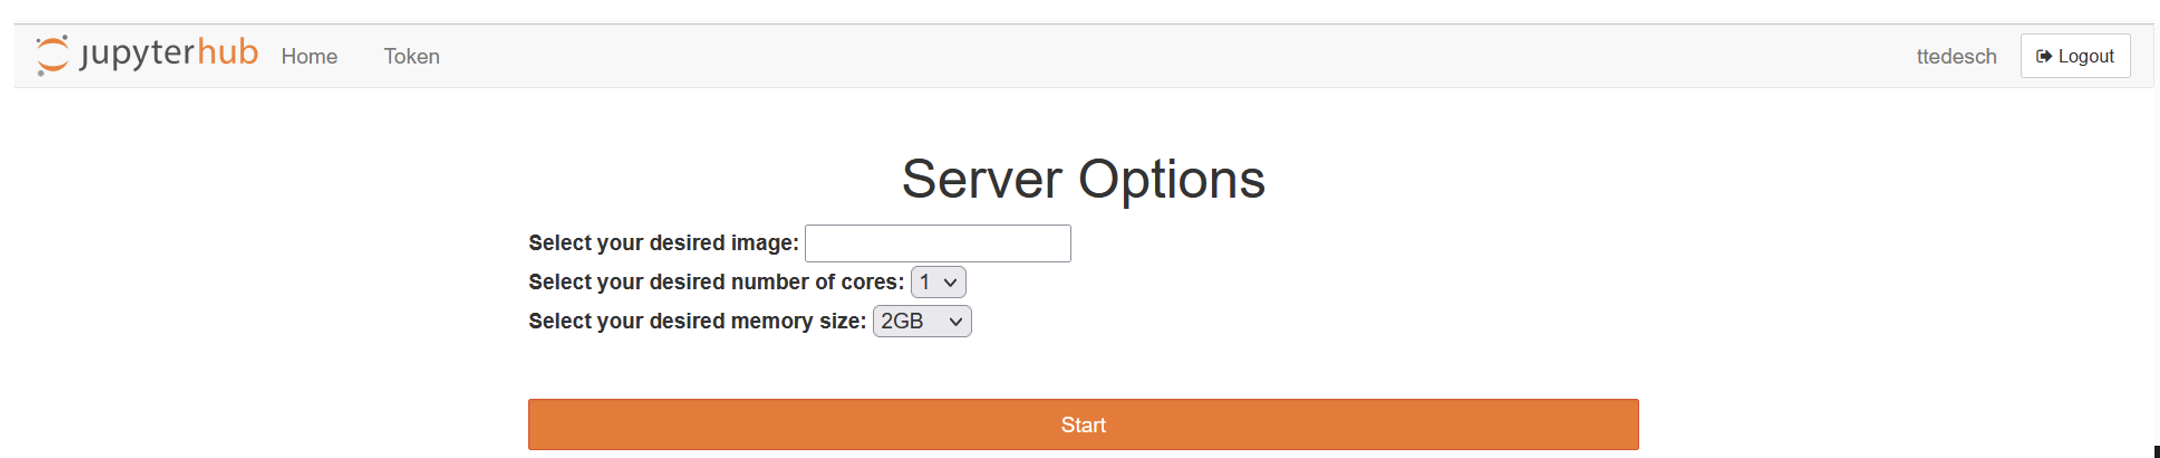 jupyterhub Home Token ttedesch Logout
Server Options
Select your desired image:
Select your desired number of cores: 1
Select your desired memory size: 2GB
Start